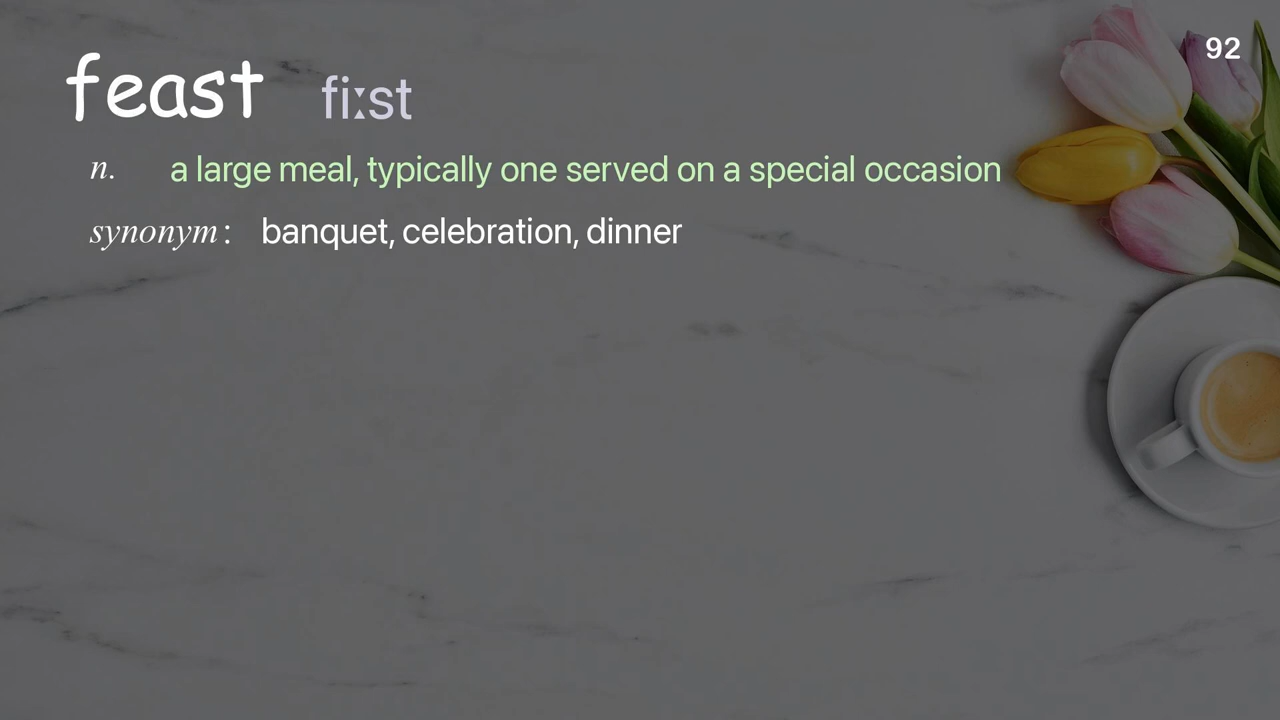 92
feast fiːst
n. a large meal, typically one served on a special occasion
synonym : banquet, celebration, dinner